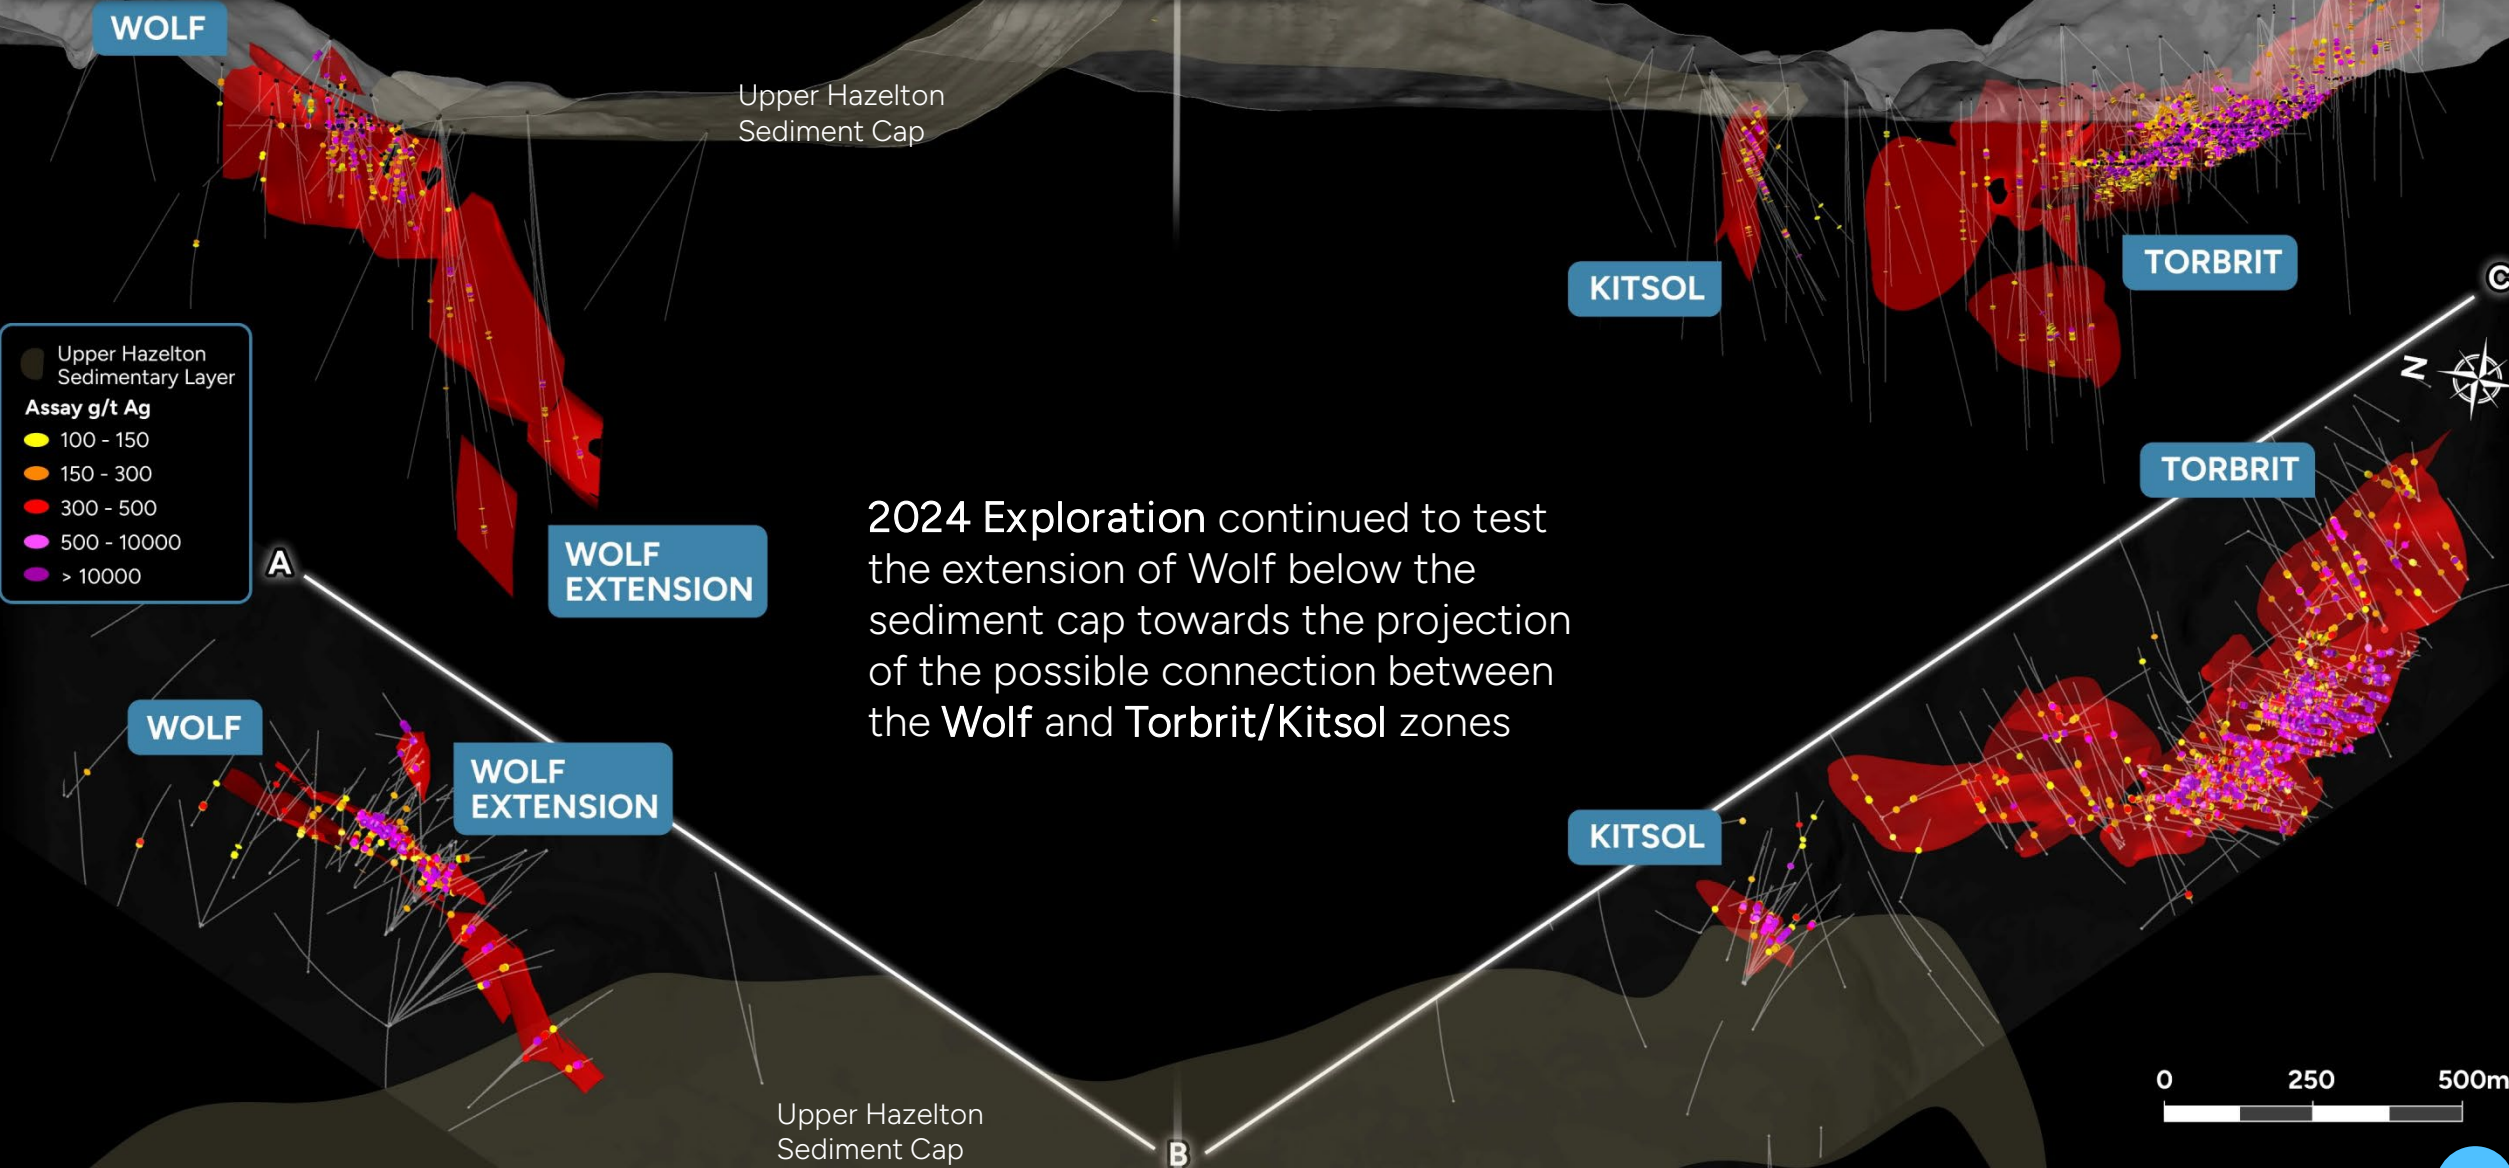 WOLF
Upper Hazelton
Sediment Cap
KITSOL
TORBRIT
C
N
Upper Hazelton
Sedimentary Layer
Assay g/t Ag
100 - 150
150 - 300
300 - 500
500 - 10000
> 10000
WOLF
EXTENSION
2024 Exploration continued to test
the extension of Wolf below the
sediment cap towards the projection
of the possible connection between
the Wolf and Torbrit/Kitsol zones
TORBRIT
A
WOLF
WOLF
EXTENSION
KITSOL
0 250 500m
Upper Hazelton
Sediment Cap
B